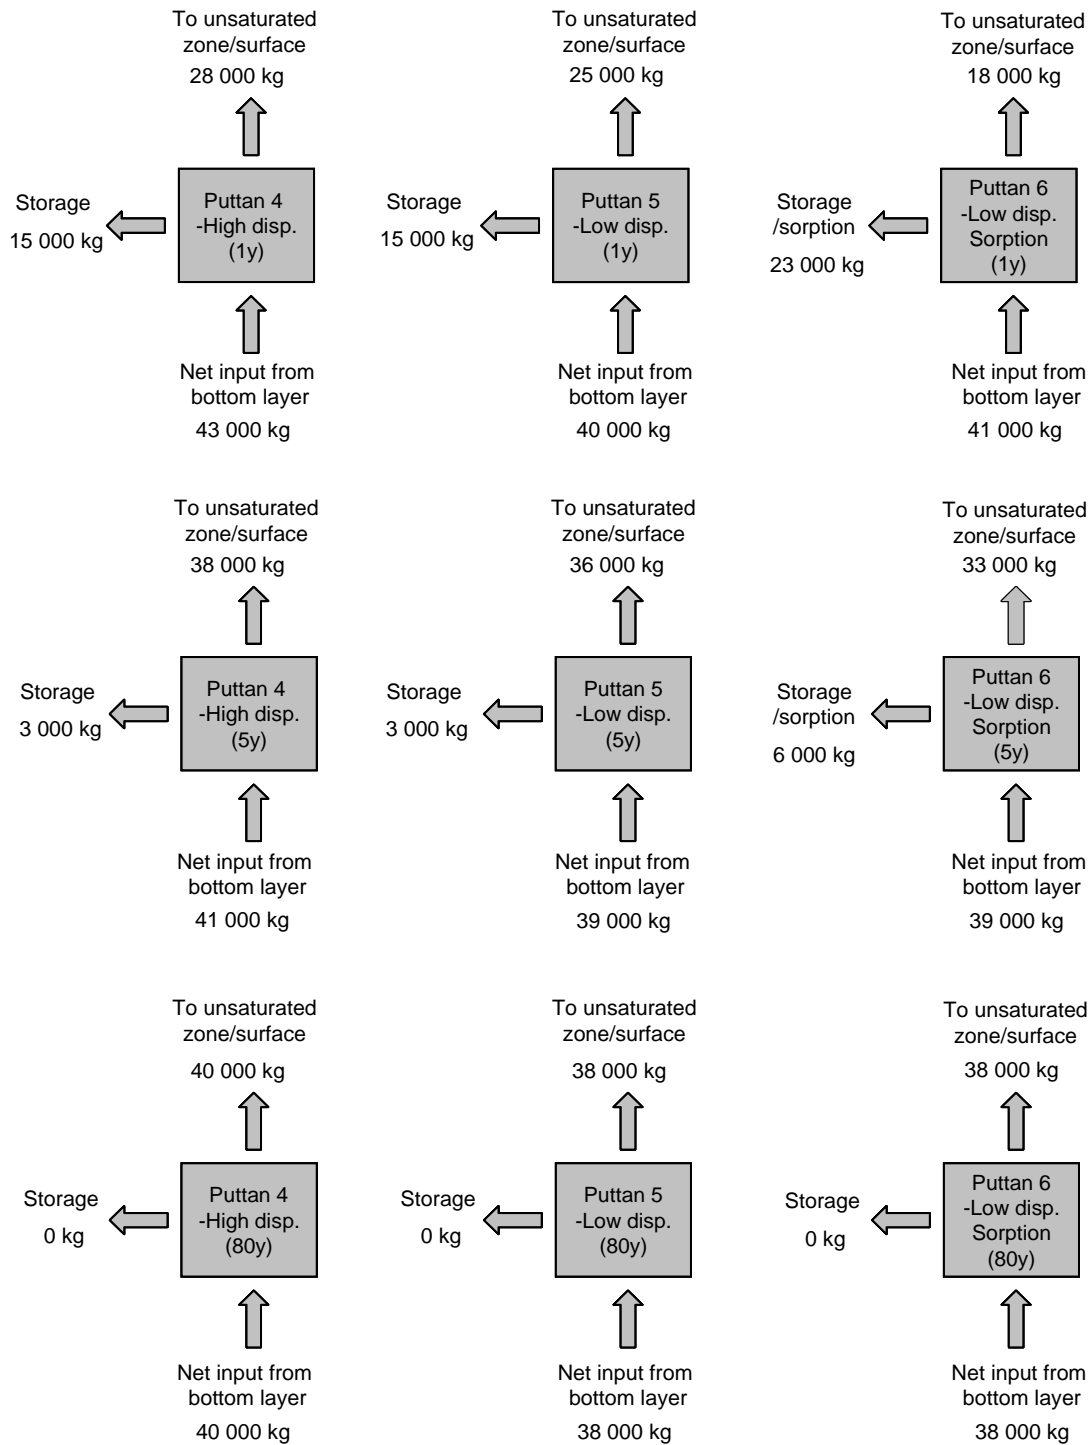 To unsaturated
zone/surface
28 000 kg
Storage
15 000 kg
Puttan 4
-High disp.
(1y)
Net input from
bottom layer
43 000 kg
To unsaturated
zone/surface
25 000 kg
Storage
15 000 kg
Puttan 5
-Low disp.
(1y)
Net input from
bottom layer
40 000 kg
To unsaturated
zone/surface
18 000 kg
Storage
/sorption
23 000 kg
Puttan 6
-Low disp.
Sorption
(1y)
Net input from
bottom layer
41 000 kg
To unsaturated
zone/surface
38 000 kg
Storage
3 000 kg
Puttan 4
-High disp.
(5y)
Net input from
bottom layer
41 000 kg
To unsaturated
zone/surface
36 000 kg
Storage
3 000 kg
Puttan 5
-Low disp.
(5y)
Net input from
bottom layer
39 000 kg
To unsaturated
zone/surface
33 000 kg
Storage
/sorption
6 000 kg
Puttan 6
-Low disp.
Sorption
(5y)
Net input from
bottom layer
39 000 kg
To unsaturated
zone/surface
40 000 kg
Storage
0 kg
Puttan 4
-High disp.
(80y)
Net input from
bottom layer
40 000 kg
To unsaturated
zone/surface
38 000 kg
Storage
0 kg
Puttan 5
-Low disp.
(80y)
Net input from
bottom layer
38 000 kg
To unsaturated
zone/surface
38 000 kg
Storage
0 kg
Puttan 6
-Low disp.
Sorption
(80y)
Net input from
bottom layer
38 000 kg